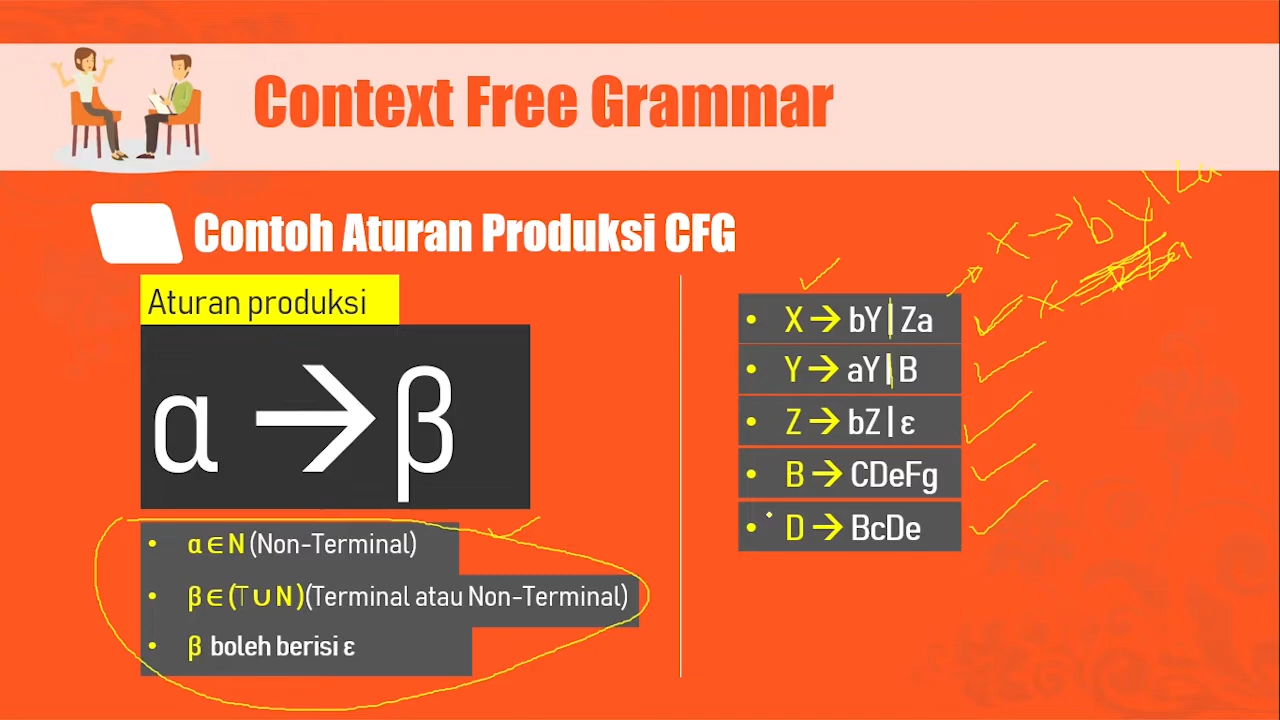 Context Free Grammar
Contoh Aturan Produksi CFG
Aturan produksi
α → β
• α ∈ N (Non-Terminal)
• β ∈ (T ∪ N )(Terminal atau Non-Terminal)
• β boleh berisi ε
• X → bY | Za
• Y → aY | B
• Z → bZ | ε
• B → CDeFg
• D → BcDe
X → b Y | Za
X